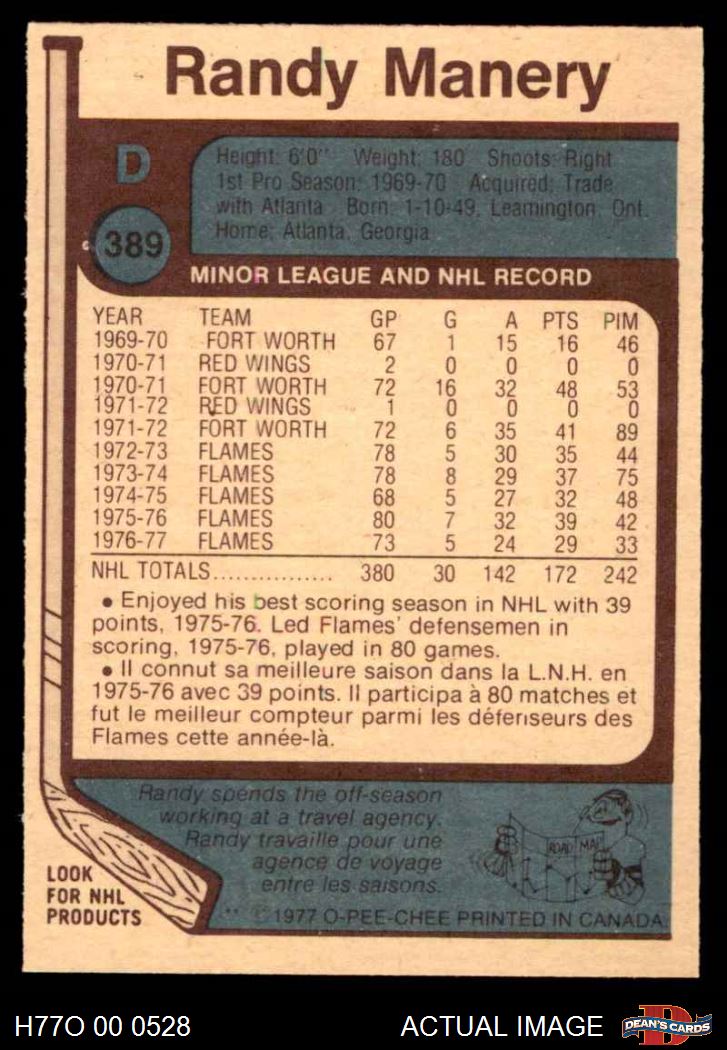 Randy Manery
D
Height: 6'0" Weight: 180 Shoots: Right
1st Pro Season: 1969-70 Acquired: Trade
with Atlanta Born: 1-10-49, Leamington, Ont.
Home: Atlanta, Georgia
389
MINOR LEAGUE AND NHL RECORD
YEAR TEAM GP G A PTS PIM
1969-70 FORT WORTH 67 1 15 16 46
1970-71 RED WINGS 2 0 0 0 0
1970-71 FORT WORTH 72 16 32 48 53
1971-72 RED WINGS 1 0 0 0 0
1971-72 FORT WORTH 72 6 35 41 89
1972-73 FLAMES 78 5 30 35 44
1973-74 FLAMES 78 8 29 37 75
1974-75 FLAMES 68 5 27 32 48
1975-76 FLAMES 80 7 32 39 42
1976-77 FLAMES 73 5 24 29 33
NHL TOTALS................ 380 30 142 172 242
• Enjoyed his best scoring season in NHL with 39
points, 1975-76. Led Flames' defensemen in
scoring, 1975-76, played in 80 games.
• Il connut sa meilleure saison dans la L.N.H. en
1975-76 avec 39 points. Il participa à 80 matches et
fut le meilleur compteur parmi les défenseurs des
Flames cette année-là.
Randy spends the off-season
working at a travel agency.
Randy travaille pour une
agence de voyage
entre les saisons.
ROAD MAP
LOOK
FOR NHL
PRODUCTS
** ©1977 O-PEE-CHEE PRINTED IN CANADA
H77O 00 0528
ACTUAL IMAGE
D
DEAN'S CARDS